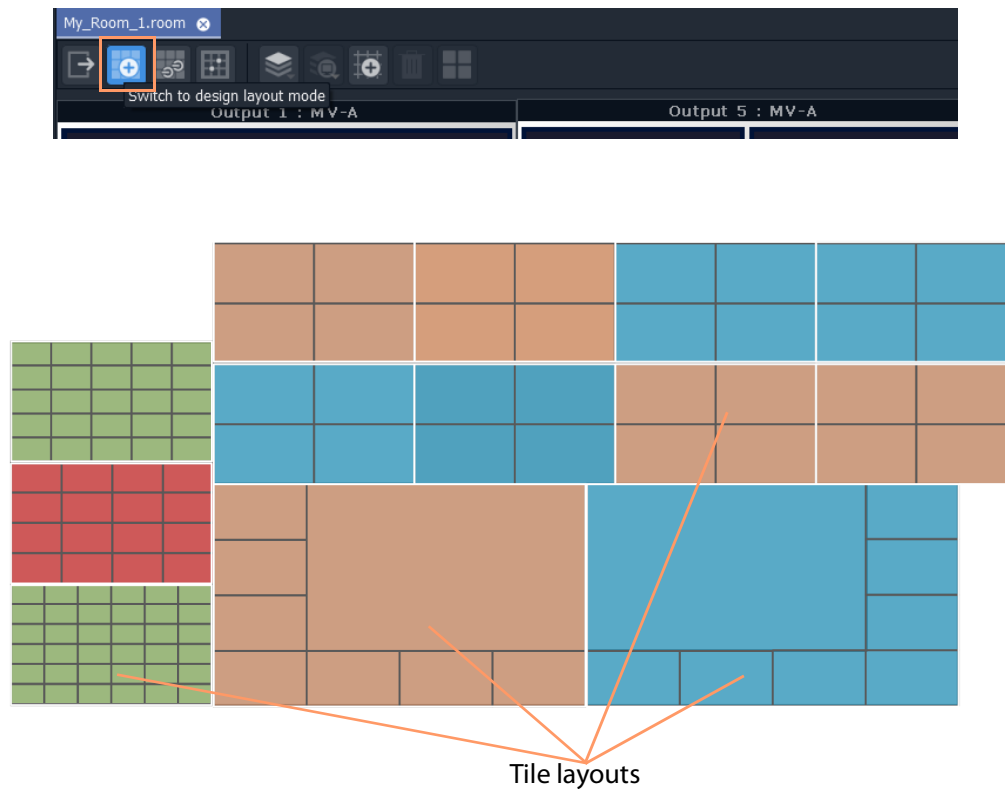 My_Room_1.room
Switch to design layout mode
Output 1 : MV-A
Output 5 : MV-A
Tile layouts